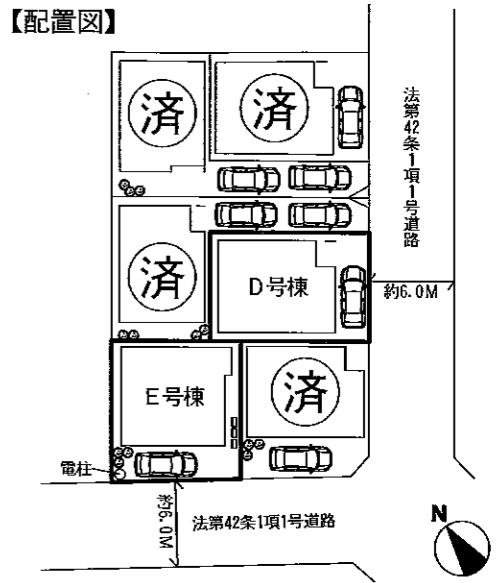 【配置図】
済
済
法第42条1項1号道路
済
D号棟
約6.0M
E号棟
済
電柱
約6.0M
法第42条1項1号道路
N